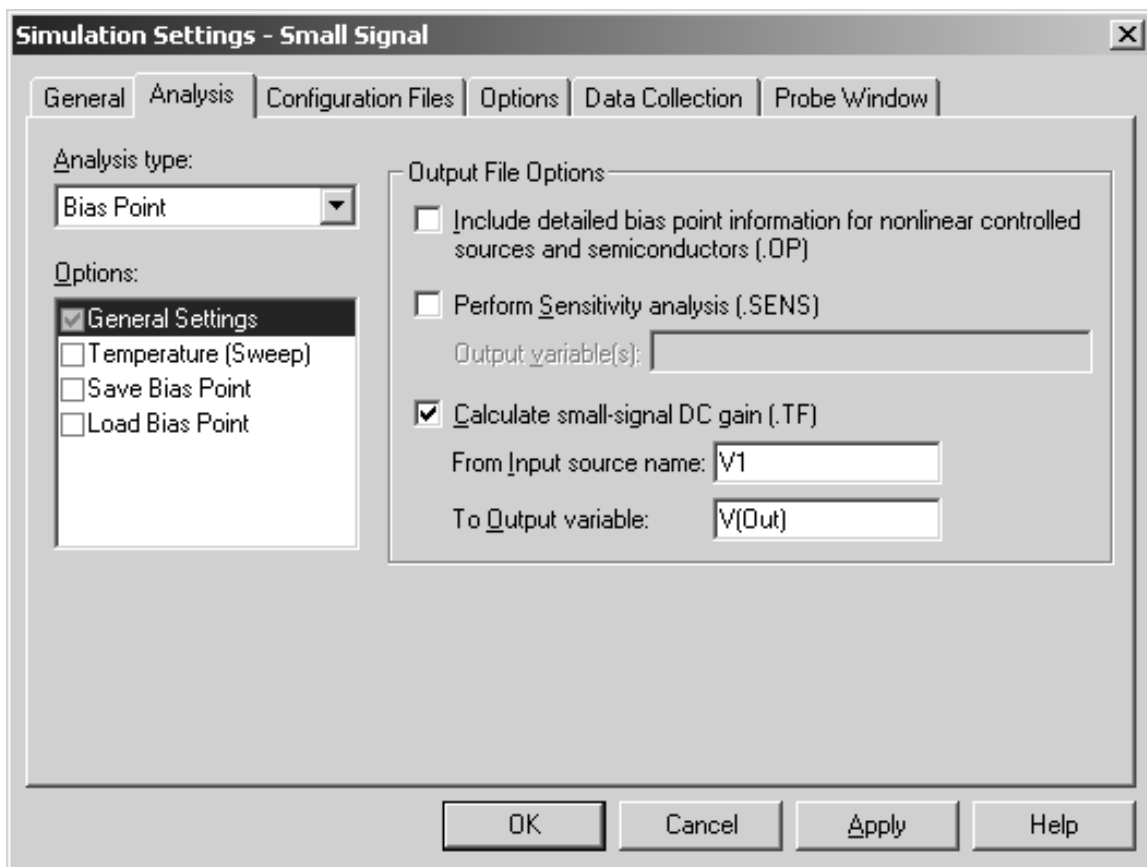 Simulation Settings - Small Signal
General Analysis Configuration Files Options Data Collection Probe Window
Analysis type:
Bias Point
Options:
General Settings
Temperature (Sweep)
Save Bias Point
Load Bias Point
Output File Options
Include detailed bias point information for nonlinear controlled
sources and semiconductors (.OP)
Perform Sensitivity analysis (.SENS)
Output variable(s):
Calculate small-signal DC gain (.TF)
From Input source name: V1
To Output variable: V(Out)
OK Cancel Apply Help